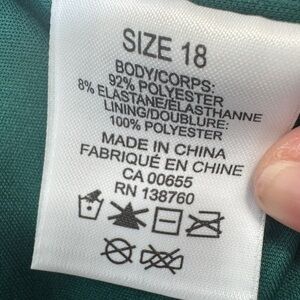 SIZE 18
BODY/CORPS:
92% POLYESTER
8% ELASTANE/ELASTHANNE
LINING/DOUBLURE:
100% POLYESTER
MADE IN CHINA
FABRIQUÉ EN CHINE
CA 00655
RN 138760